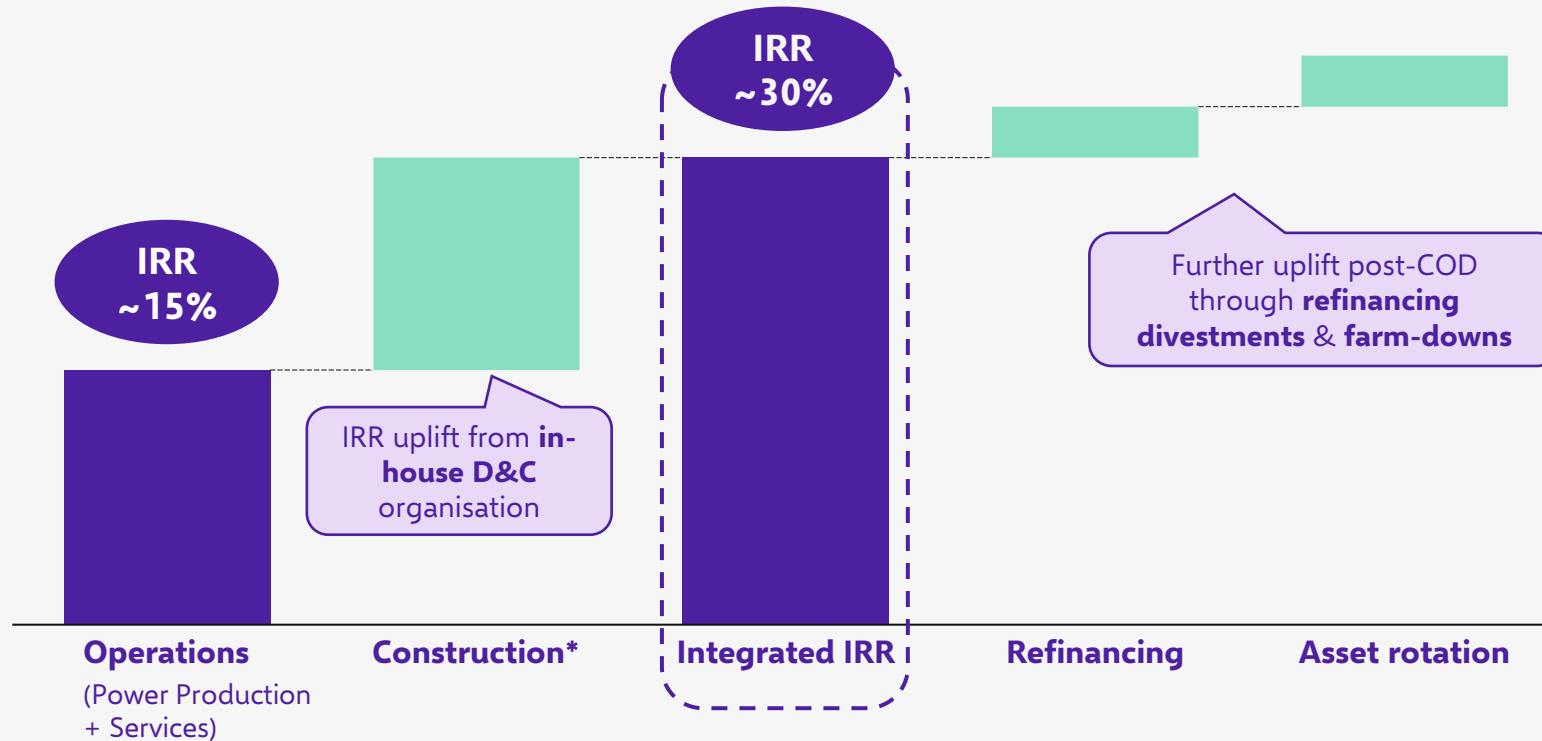 IRR
~15%
IRR uplift from in-
house D&C
organisation
IRR
~30%
Further uplift post-COD
through refinancing
divestments & farm-downs
Operations
(Power Production
+ Services)
Construction*
Integrated IRR
Refinancing
Asset rotation